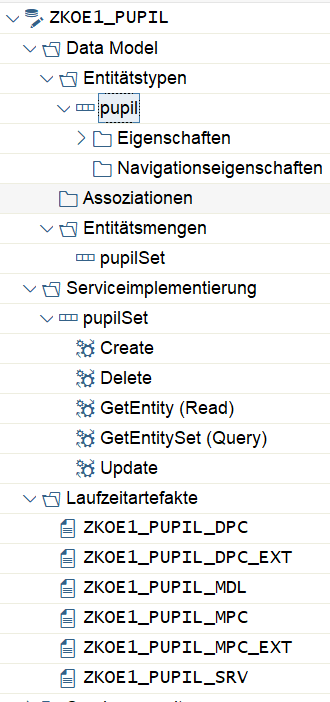 ZKOE1_PUPIL
Data Model
Entitätstypen
pupil
Eigenschaften
Navigationseigenschaften
Assoziationen
Entitätsmengen
pupilSet
Serviceimplementierung
pupilSet
Create
Delete
GetEntity (Read)
GetEntitySet (Query)
Update
Laufzeitartefakte
ZKOE1_PUPIL_DPC
ZKOE1_PUPIL_DPC_EXT
ZKOE1_PUPIL_MDL
ZKOE1_PUPIL_MPC
ZKOE1_PUPIL_MPC_EXT
ZKOE1_PUPIL_SRV